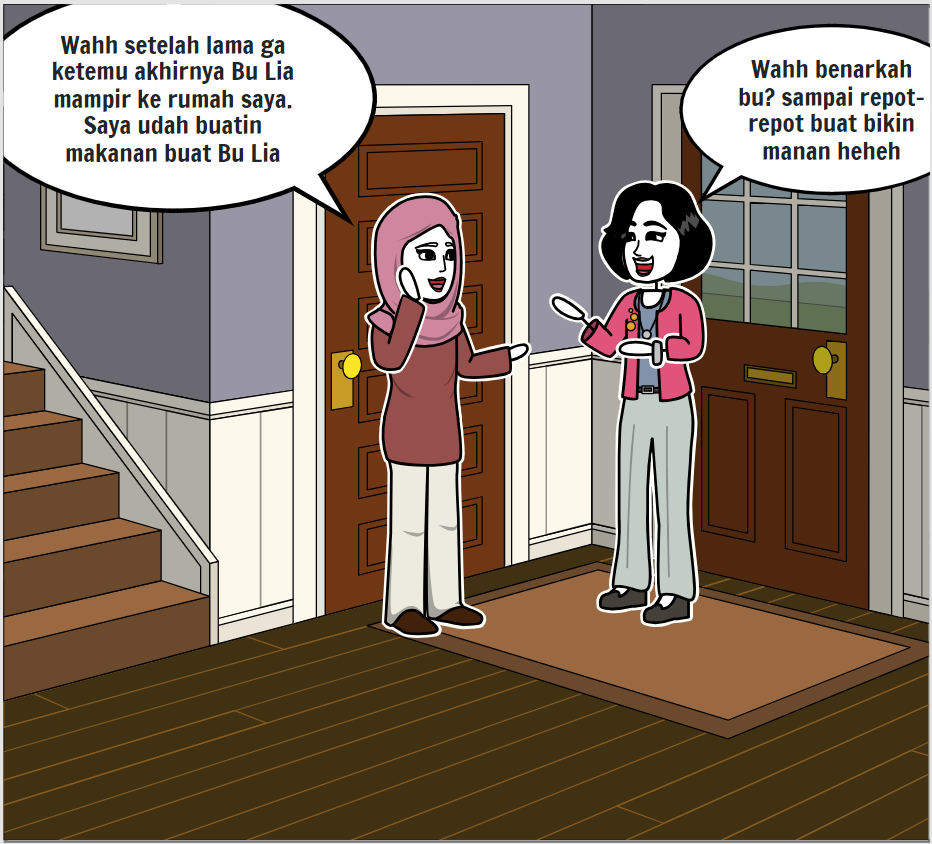 Wahh setelah lama ga
ketemu akhirnya Bu Lia
mampir ke rumah saya.
Saya udah buatin
makanan buat Bu Lia
Wahh benarkah
bu? sampai repot-
repot buat bikin
manan heheh